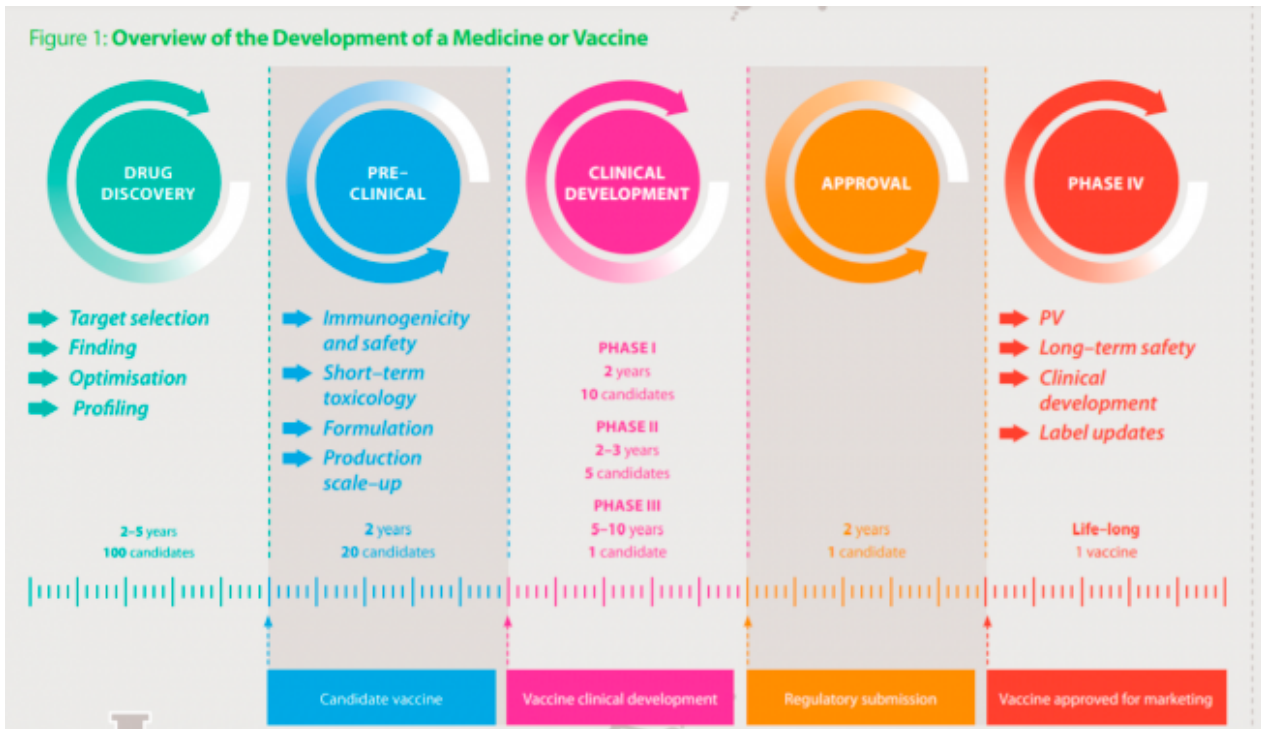 Figure 1: Overview of the Development of a Medicine or Vaccine
DRUG
DISCOVERY
Target selection
Finding
Optimisation
Profiling
2–5 years
100 candidates
PRE–
CLINICAL
Immunogenicity
and safety
Short–term
toxicology
Formulation
Production
scale–up
2 years
20 candidates
CLINICAL
DEVELOPMENT
PHASE I
2 years
10 candidates
PHASE II
2–3 years
5 candidates
PHASE III
5–10 years
1 candidate
APPROVAL
2 years
1 candidate
PHASE IV
PV
Long–term safety
Clinical
development
Label updates
Life–long
1 vaccine
Candidate vaccine
Vaccine clinical development
Regulatory submission
Vaccine approved for marketing